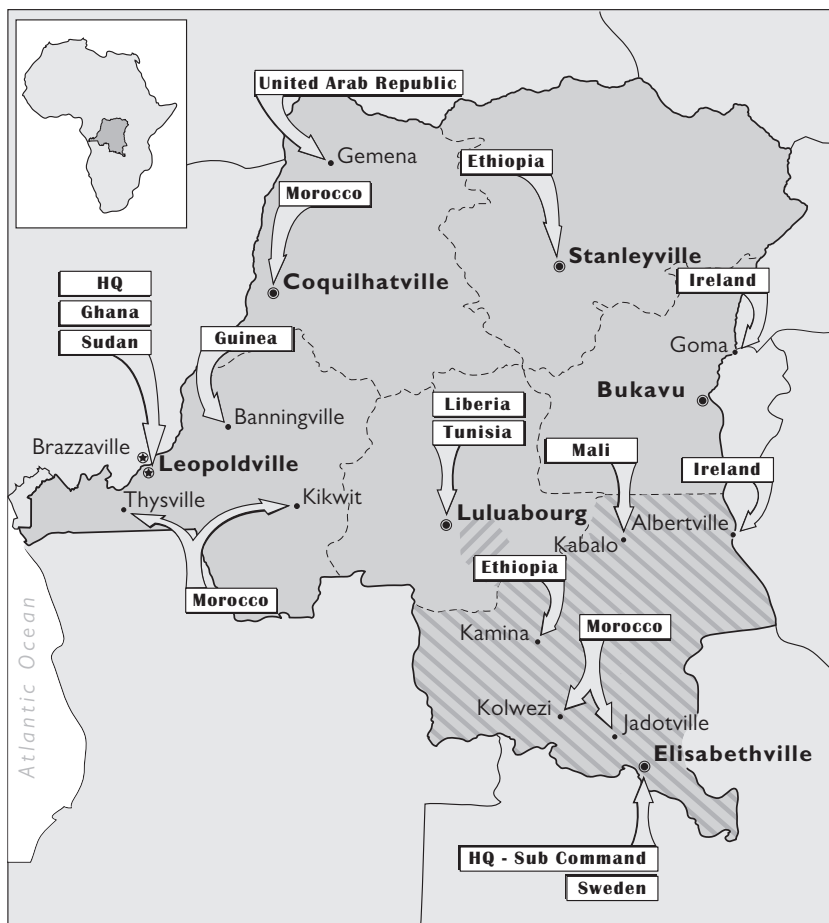 United Arab Republic
Gemena
Ethiopia
Morocco
Stanleyville
Coquilhatville
HQ
Ghana
Sudan
Ireland
Guinea
Goma
Bukavu
Banningville
Liberia
Tunisia
Brazzaville
Leopoldville
Mali
Ireland
Thysville
Kikwit
Luluabourg
Albertville
Kabalo
Ethiopia
Morocco
Kamina
Morocco
Kolwezi
Jadotville
Elisabethville
Atlantic Ocean
HQ - Sub Command
Sweden